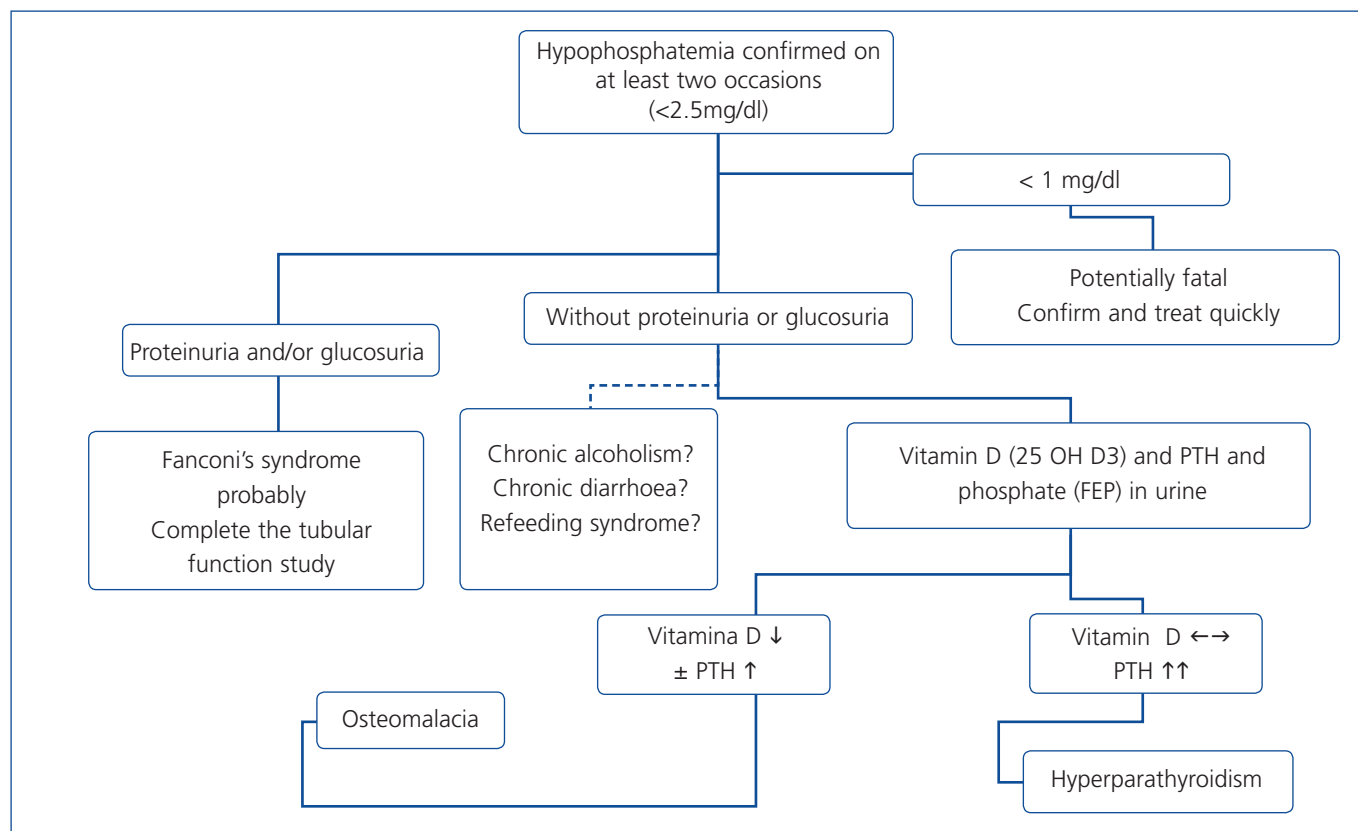 Hypophosphatemia confirmed on
at least two occasions
(<2.5mg/dl)
< 1 mg/dl
Potentially fatal
Confirm and treat quickly
Without proteinuria or glucosuria
Proteinuria and/or glucosuria
Fanconi's syndrome
probably
Complete the tubular
function study
Chronic alcoholism?
Chronic diarrhoea?
Refeeding syndrome?
Vitamin D (25 OH D3) and PTH and
phosphate (FEP) in urine
Vitamina D ↓
± PTH ↑
Vitamin D ←→
PTH ↑↑
Osteomalacia
Hyperparathyroidism